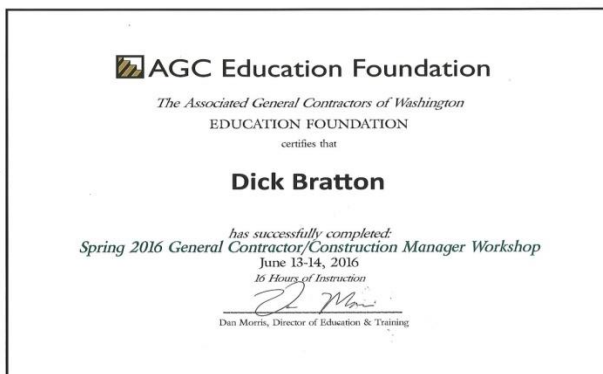 AGC Education Foundation
The Associated General Contractors of Washington
EDUCATION FOUNDATION
certifies that
Dick Bratton
has successfully completed:
Spring 2016 General Contractor/Construction Manager Workshop
June 13-14, 2016
16 Hours of Instruction
Dan Morris, Director of Education & Training